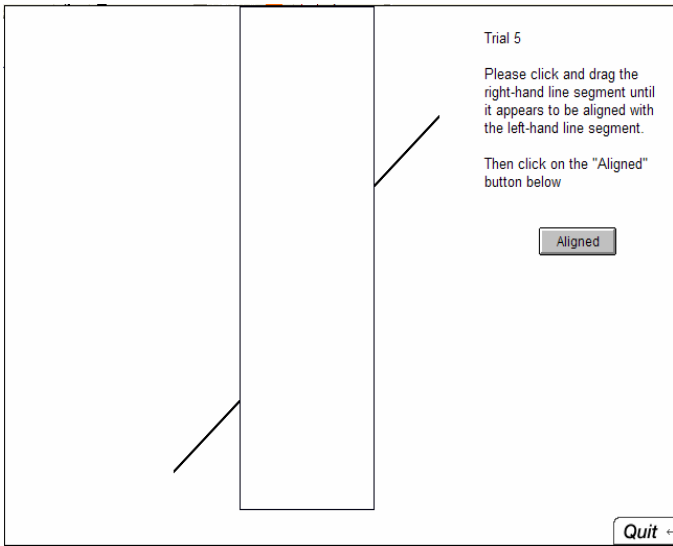 Trial 5
Please click and drag the
right-hand line segment until
it appears to be aligned with
the left-hand line segment.
Then click on the "Aligned"
button below
Aligned
Quit